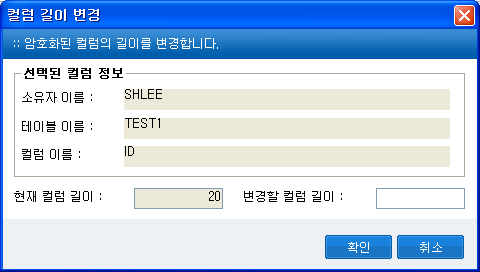 컬럼 길이 변경
:: 암호화된 컬럼의 길이를 변경합니다.
선택된 컬럼 정보
소유자 이름 : SHLEE
테이블 이름 : TEST1
컬럼 이름 : ID
현재 컬럼 길이 : 20 변경할 컬럼 길이 :
확인 취소